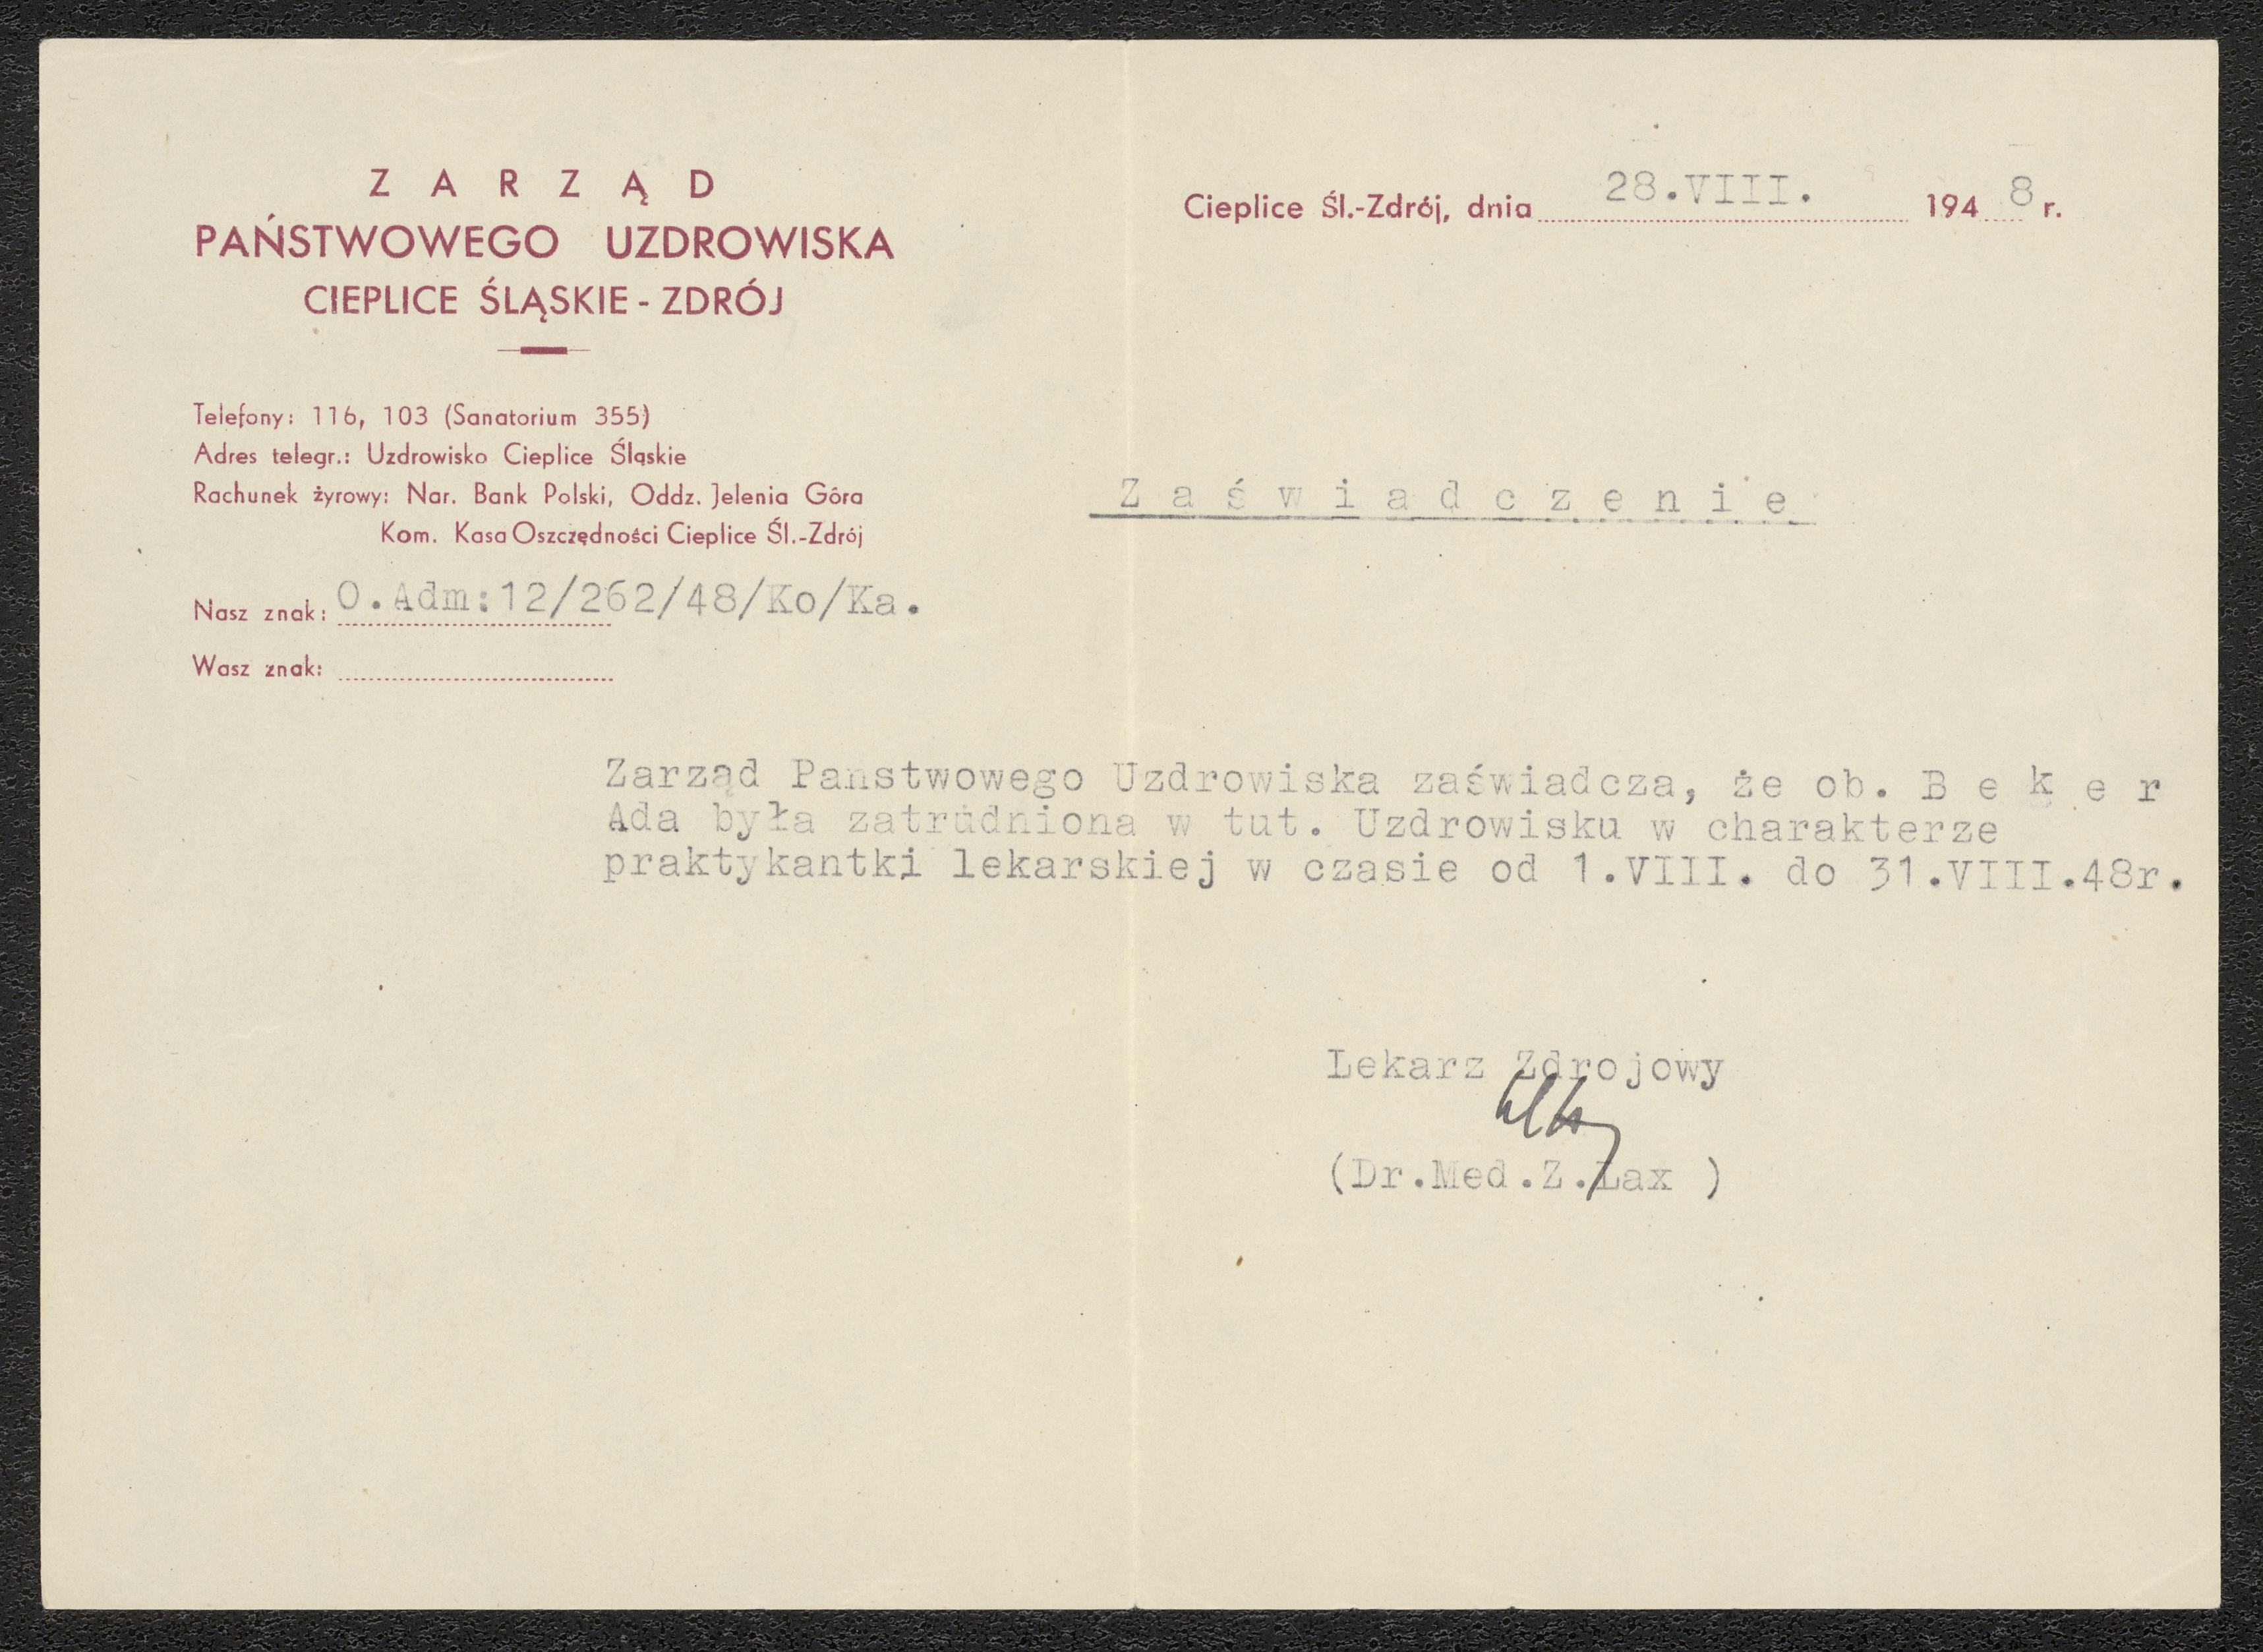 ZARZĄD
PAŃSTWOWEGO UZDROWISKA
CIEPLICE ŚLĄSKIE - ZDRÓJ
Telefony: 116, 103 (Sanatorium 355)
Adres telegr.: Uzdrowisko Cieplice Śląskie
Rachunek żyrowy: Nar. Bank Polski, Oddz. Jelenia Góra
Kom. Kasa Oszczędności Cieplice Śl.-Zdrój
Nasz znak: O.Adm:12/262/48/Ko/Ka.
Wasz znak:
Cieplice Śl.-Zdrój, dnia 28.VIII. 1948 r.
Zaświadczenie
Zarząd Panstwowego Uzdrowiska zaświadcza, że ob. B e k e r
Ada była zatrudniona w tut. Uzdrowisku w charakterze
praktykantki lekarskiej w czasie od 1.VIII. do 31.VIII.48r.
Lekarz Zdrojowy
(Dr.Med.Z.Lax )